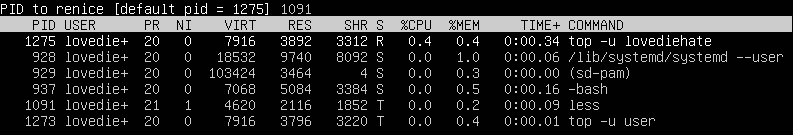 PID to renice [default pid = 1275] 1091
PID USER PR NI VIRT RES SHR S %CPU %MEM TIME+ COMMAND
1275 lovedie+ 20 0 7916 3892 3312 R 0.4 0.4 0:00.34 top -u lovediehate
928 lovedie+ 20 0 18532 9740 8092 S 0.0 1.0 0:00.06 /lib/systemd/systemd --user
929 lovedie+ 20 0 103424 3464 4 S 0.0 0.3 0:00.00 (sd-pam)
937 lovedie+ 20 0 7068 5084 3384 S 0.0 0.5 0:00.16 -bash
1091 lovedie+ 21 1 4620 2116 1852 T 0.0 0.2 0:00.09 less
1273 lovedie+ 20 0 7916 3796 3220 T 0.0 0.4 0:00.01 top -u user